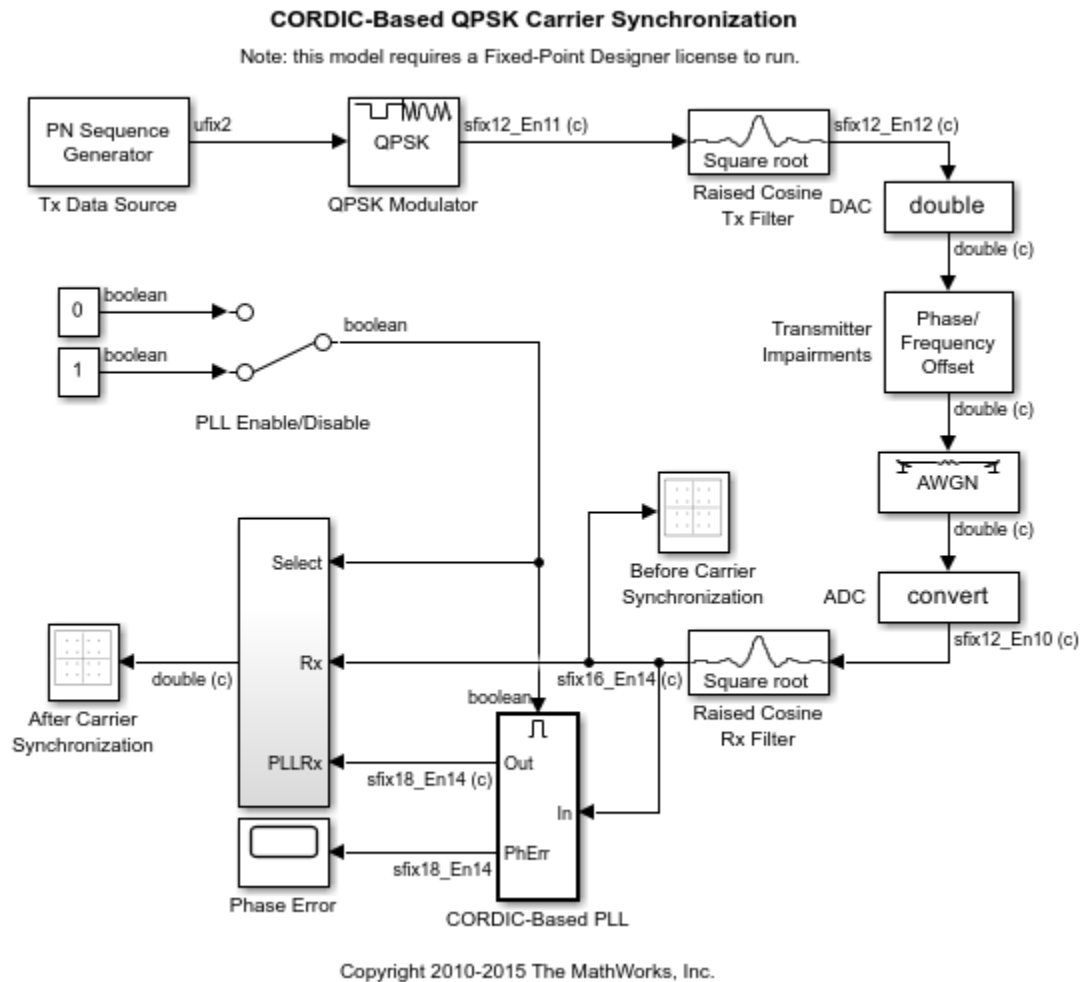 CORDIC-Based QPSK Carrier Synchronization
Note: this model requires a Fixed-Point Designer license to run.
PN Sequence
Generator
ufix2
Tx Data Source
QPSK
sfix12_En11 (c)
QPSK Modulator
Square root
sfix12_En12 (c)
Raised Cosine
Tx Filter
DAC
double
double (c)
0
boolean
1
boolean
boolean
PLL Enable/Disable
Transmitter
Impairments
Phase/
Frequency
Offset
double (c)
AWGN
double (c)
Before Carrier
Synchronization
ADC
convert
sfix12_En10 (c)
Square root
Raised Cosine
Rx Filter
sfix16_En14 (c)
Select
Rx
PLLRx
double (c)
After Carrier
Synchronization
boolean
Out
In
PhErr
sfix18_En14 (c)
sfix18_En14
Phase Error
CORDIC-Based PLL
Copyright 2010-2015 The MathWorks, Inc.